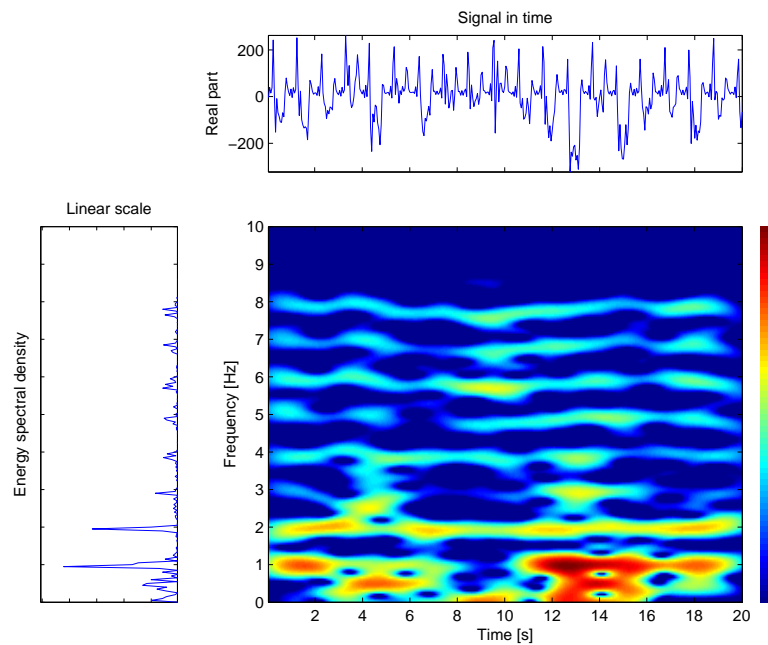 Signal in time
Real part
200
0
−200
Linear scale
Energy spectral density
Frequency [Hz]
10
9
8
7
6
5
4
3
2
1
0
2 4 6 8 10 12 14 16 18 20
Time [s]